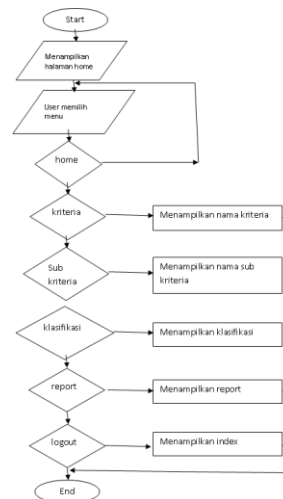 Start
Menampilkan
halaman home
User memilih
menu
home
kriteria
Menampilkan nama kriteria
Sub
kriteria
Menampilkan nama sub
kriteria
klasifikasi
Menampilkan klasifikasi
report
Menampilkan report
logout
Menampilkan index
End